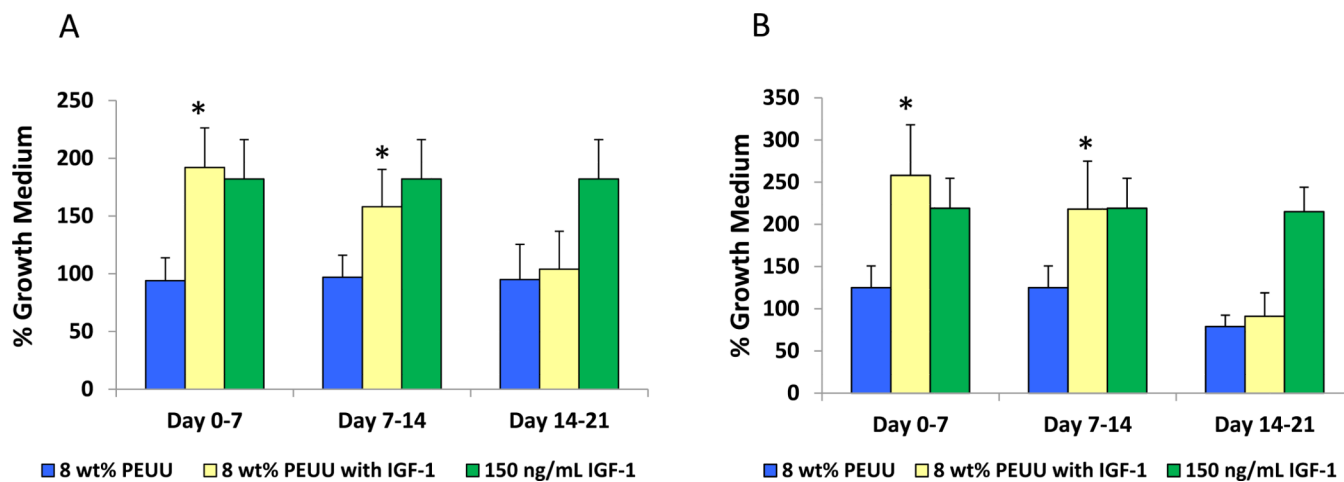 A
% Growth Medium
250
200
150
100
50
0
*
*
Day 0-7
Day 7-14
Day 14-21
8 wt% PEUU
8 wt% PEUU with IGF-1
150 ng/mL IGF-1
B
% Growth Medium
350
300
250
200
150
100
50
0
*
*
Day 0-7
Day 7-14
Day 14-21
8 wt% PEUU
8 wt% PEUU with IGF-1
150 ng/mL IGF-1